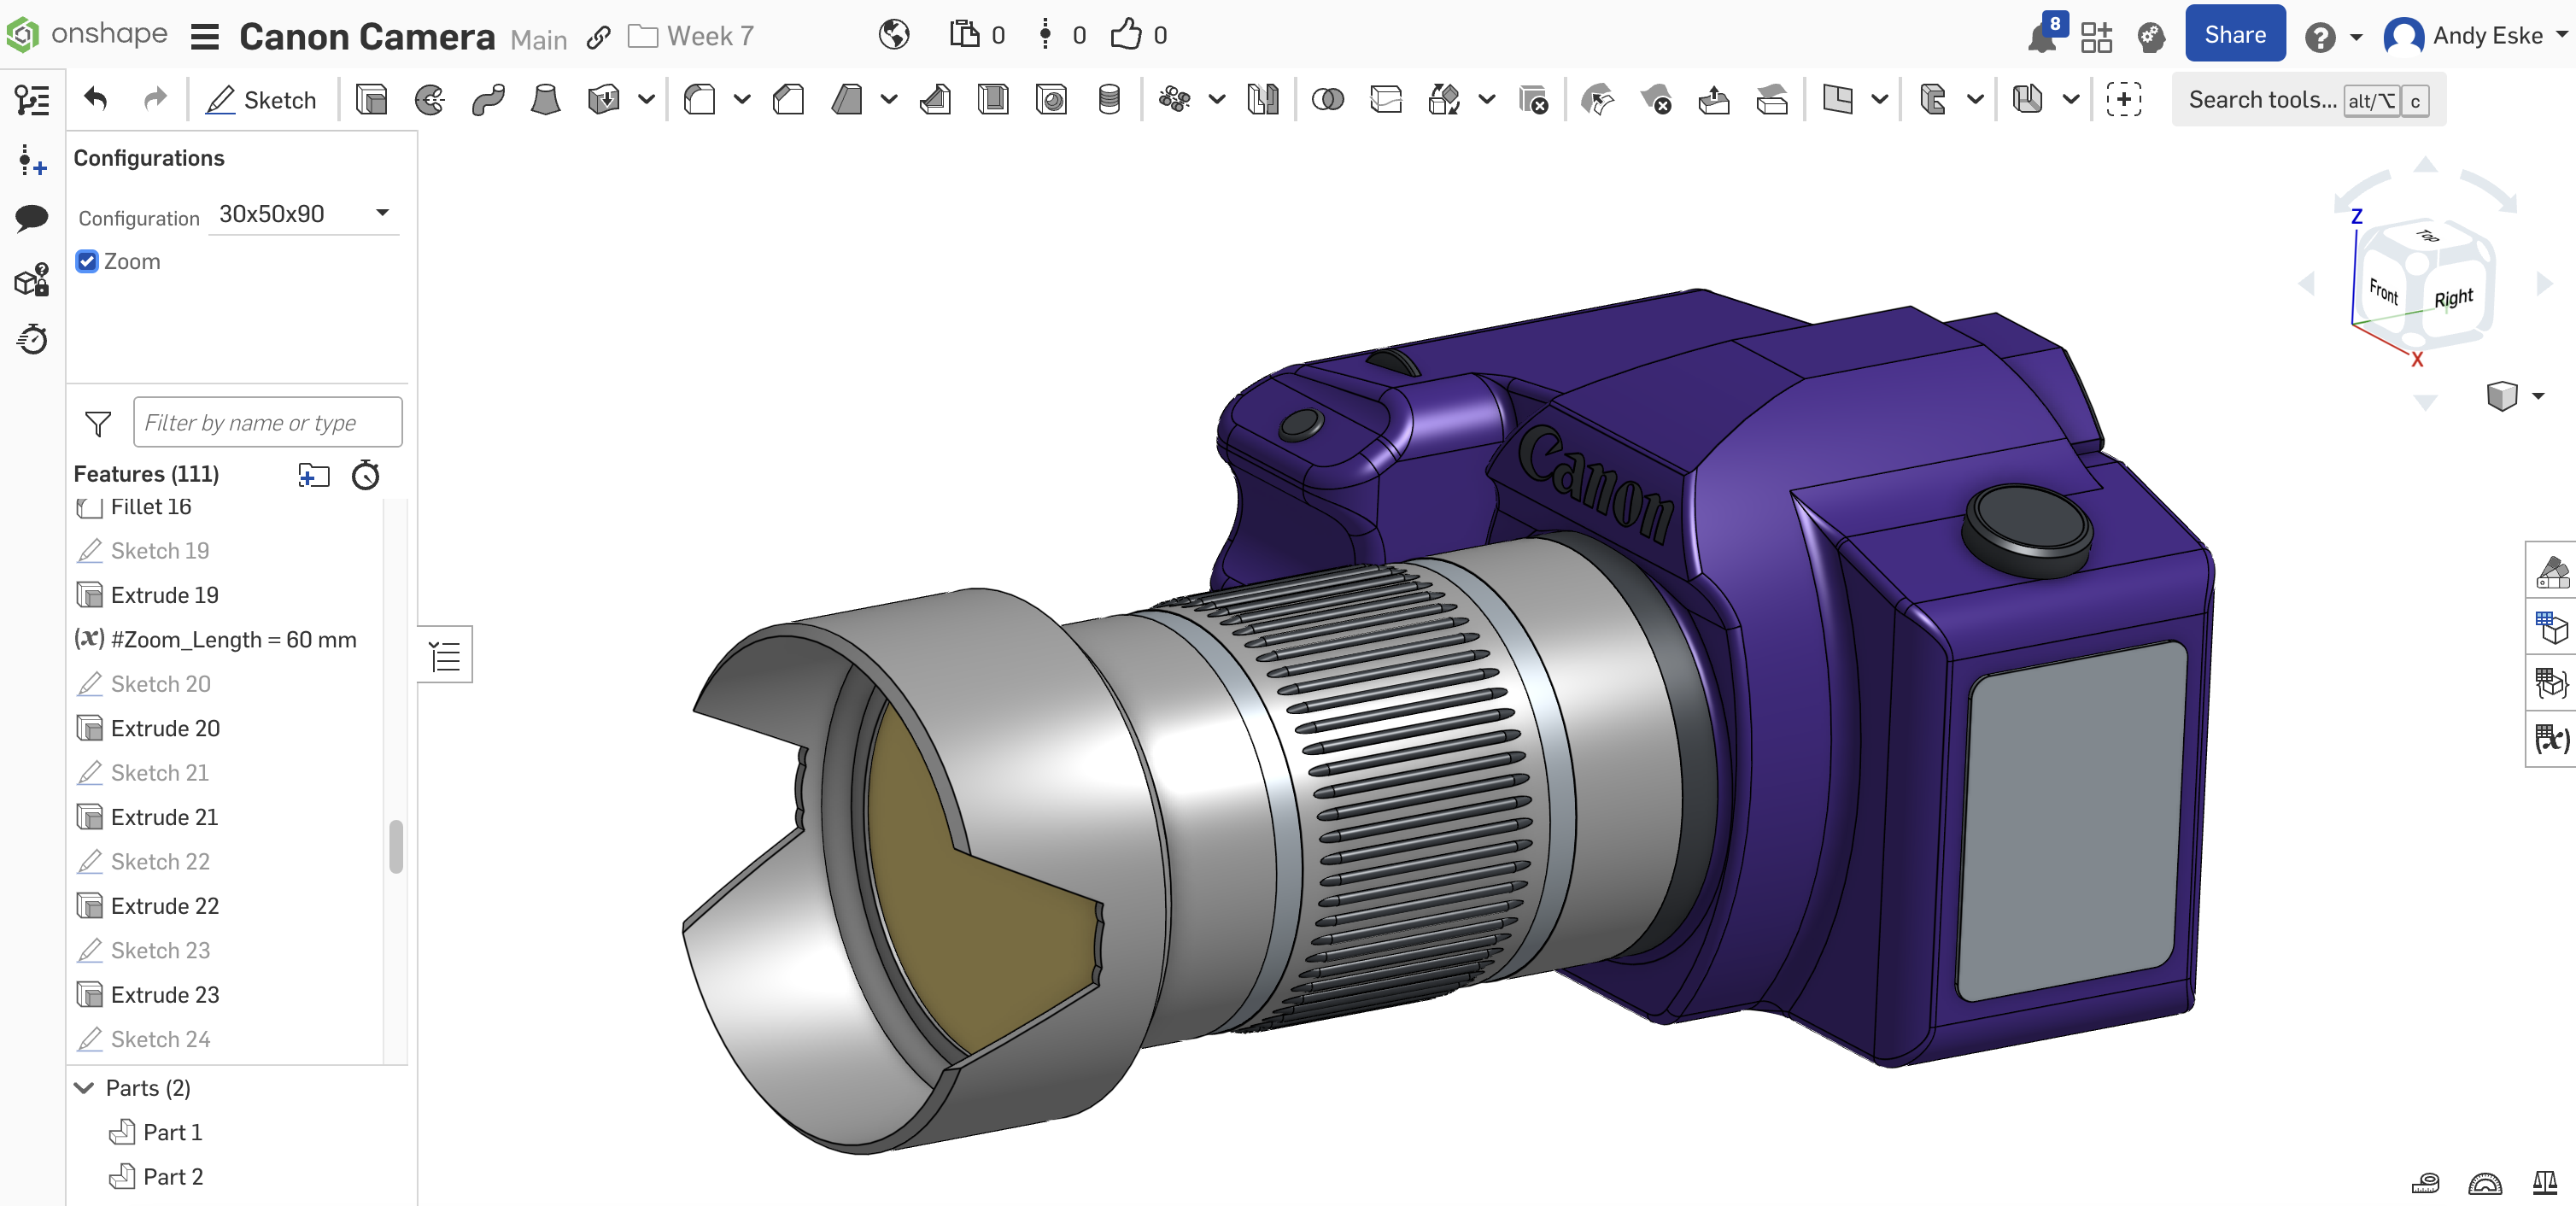 onshape Canon Camera Main Week 7 0 0 0 8 Share Andy Eske
Sketch Search tools... alt/⌥ c
Configurations
Configuration 30x50x90
Zoom
Filter by name or type
Features (111)
Fillet 16
Sketch 19
Extrude 19
(x) #Zoom_Length = 60 mm
Sketch 20
Extrude 20
Sketch 21
Extrude 21
Sketch 22
Extrude 22
Sketch 23
Extrude 23
Sketch 24
Parts (2)
Part 1
Part 2
Canon
Z
Top
Front
Right
X
(x)